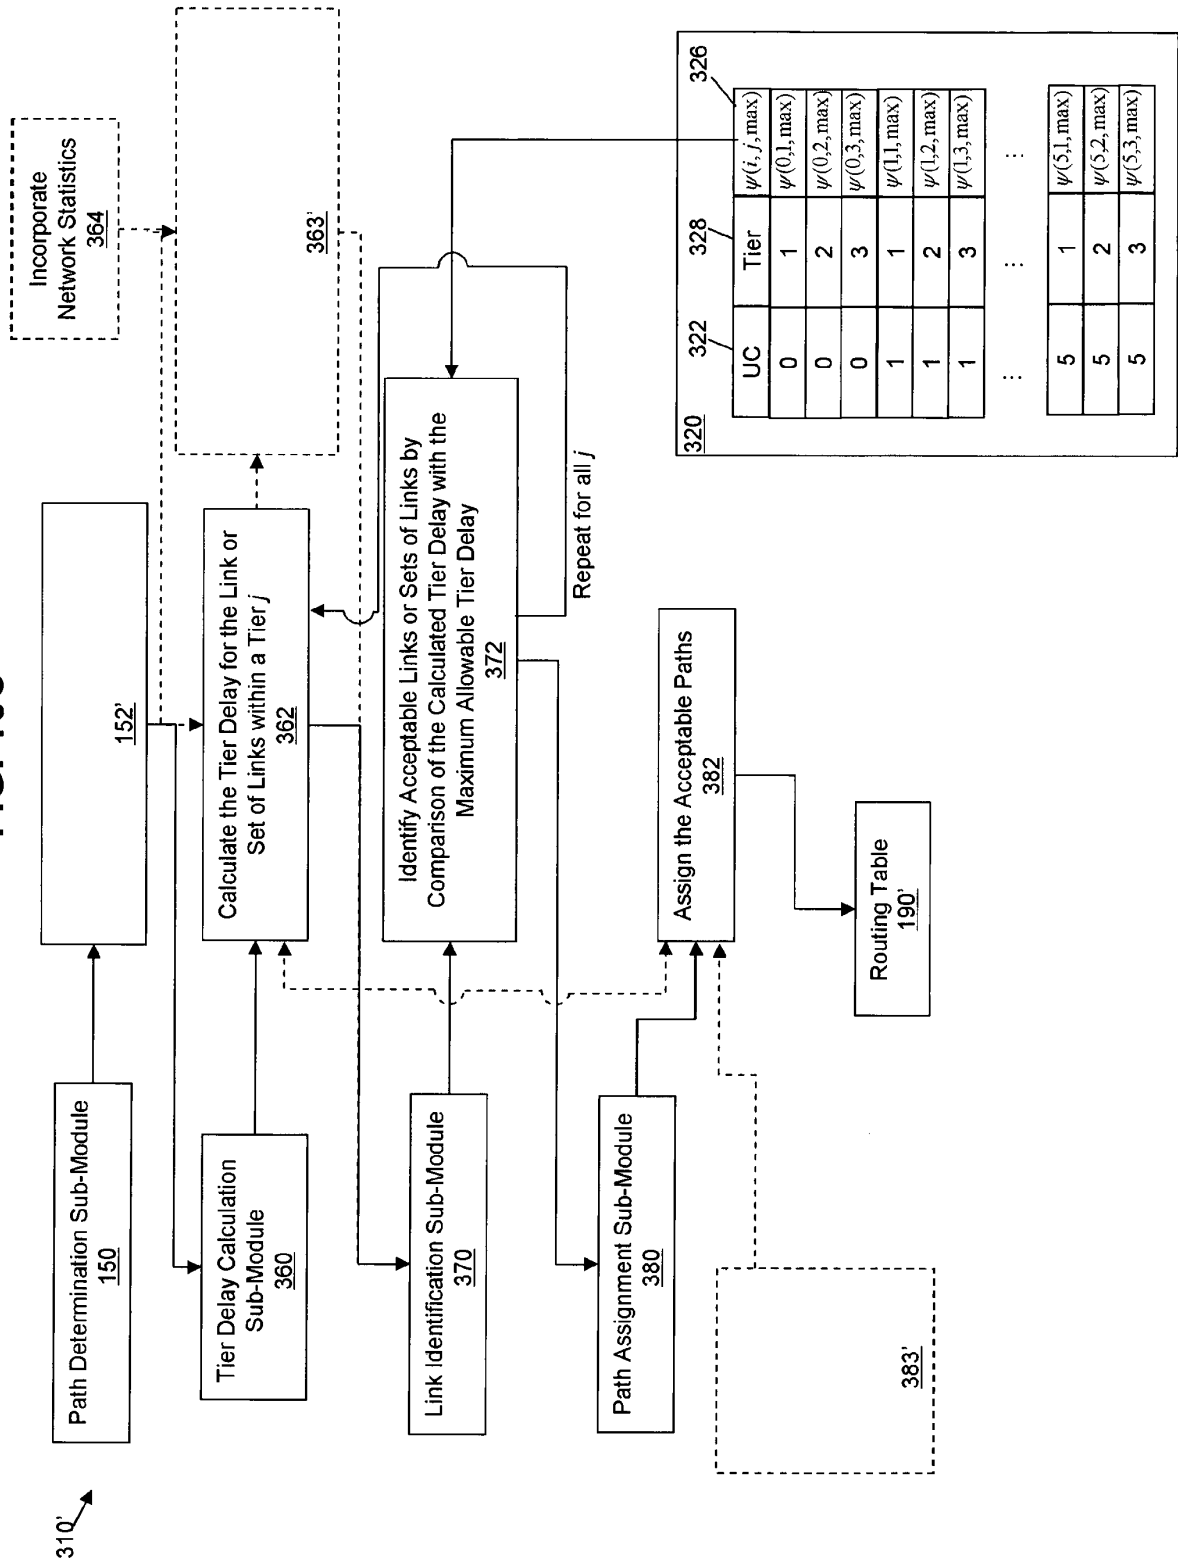 310'
Path Determination Sub-Module
150
152'
Incorporate
Network Statistics
364
Tier Delay Calculation
Sub-Module
360
Calculate the Tier Delay for the Link or
Set of Links within a Tier j
362
363'
Link Identification Sub-Module
370
Identify Acceptable Links or Sets of Links by
Comparison of the Calculated Tier Delay with the
Maximum Allowable Tier Delay
372
Repeat for all j
Path Assignment Sub-Module
380
Assign the Acceptable Paths
382
383'
Routing Table
190'
320
322
328
326
UC Tier ψ(i, j, max)
0 1 ψ(0,1, max)
0 2 ψ(0,2, max)
0 3 ψ(0,3, max)
1 1 ψ(1,1, max)
1 2 ψ(1,2, max)
1 3 ψ(1,3, max)
... ... ...
5 1 ψ(5,1, max)
5 2 ψ(5,2, max)
5 3 ψ(5,3, max)